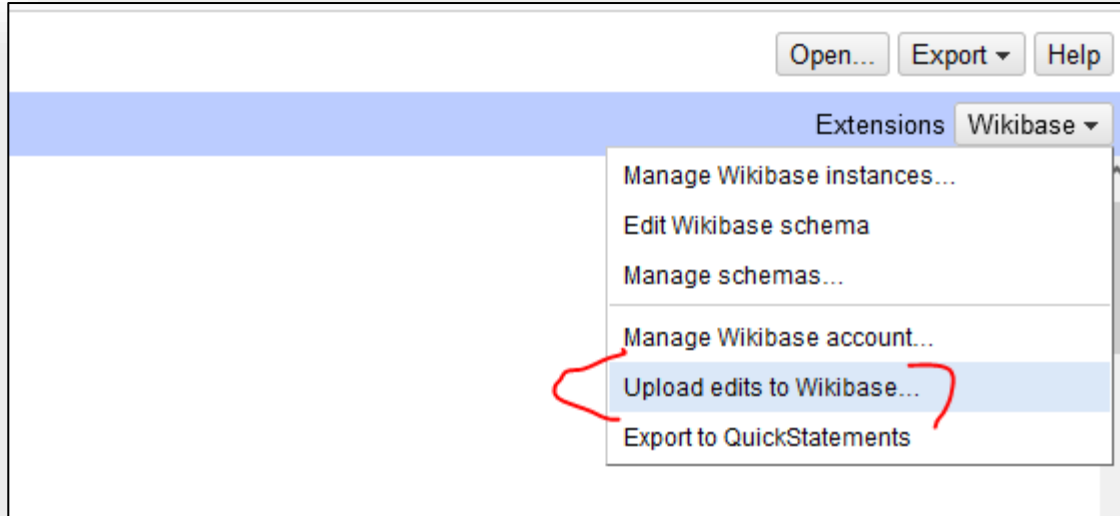 Open... Export Help
Extensions Wikibase
Manage Wikibase instances...
Edit Wikibase schema
Manage schemas...
Manage Wikibase account...
Upload edits to Wikibase...
Export to QuickStatements